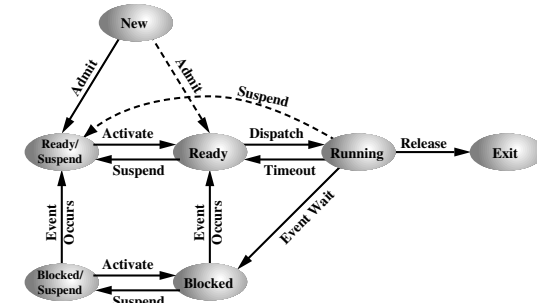 New
Admit
Admit
Suspend
Ready/
Suspend
Activate
Suspend
Ready
Dispatch
Timeout
Running
Release
Exit
Event
Occurs
Event
Occurs
Event Wait
Blocked/
Suspend
Activate
Suspend
Blocked